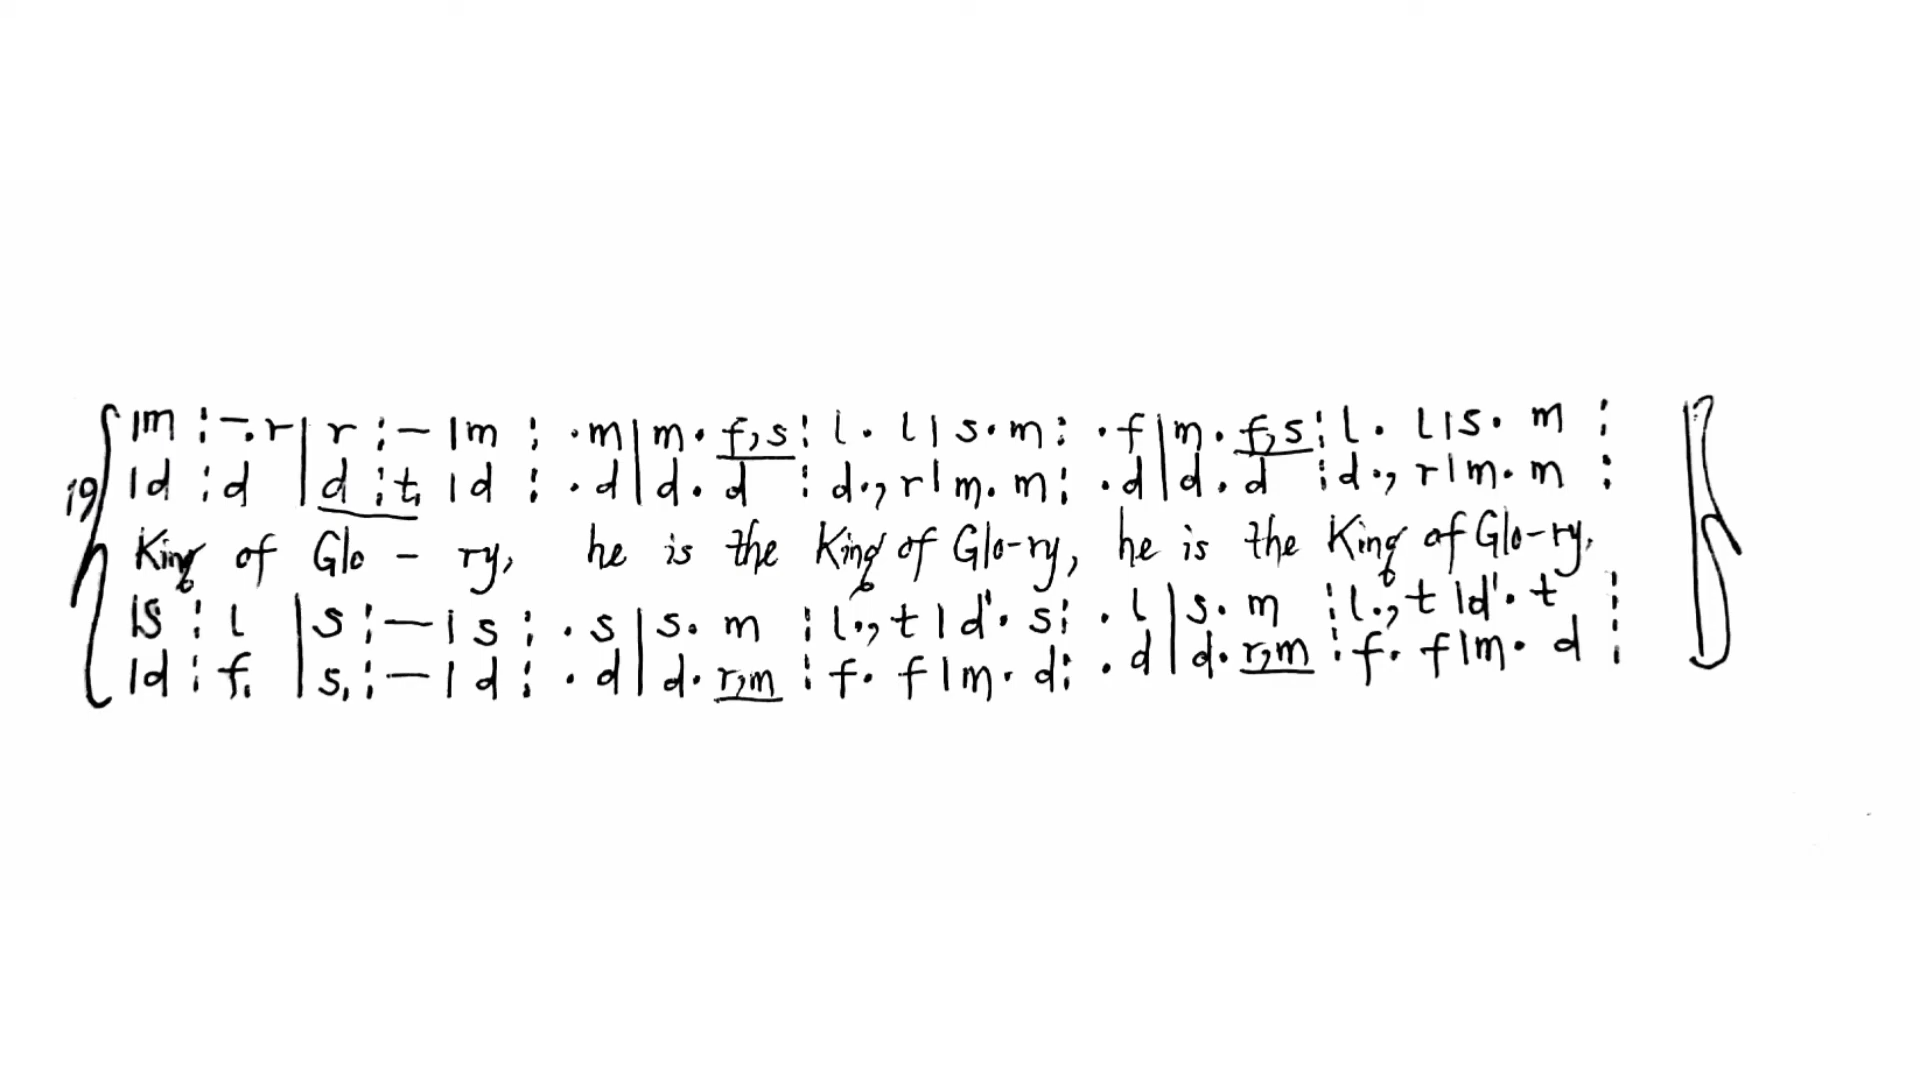 |m :-.r| r :- |m : .m| m. f,s : l. l| s.m : .f| m. f,s : l. l|s. m :
19 |d :d |d :t, |d : .d| d. d : d.,r| m. m : .d| d. d : d., r|m. m :
King of Glo - ry, he is the King of Glo-ry, he is the King of Glo-ry,
|s : l |s :-| s : .s| s. m : l.,t |d'. s : .l| s. m : l.,t |d'. t :
|d : f, |s, :-| d : .d| d. r,m : f. f |m. d : .d| d. r,m : f. f|m. d :